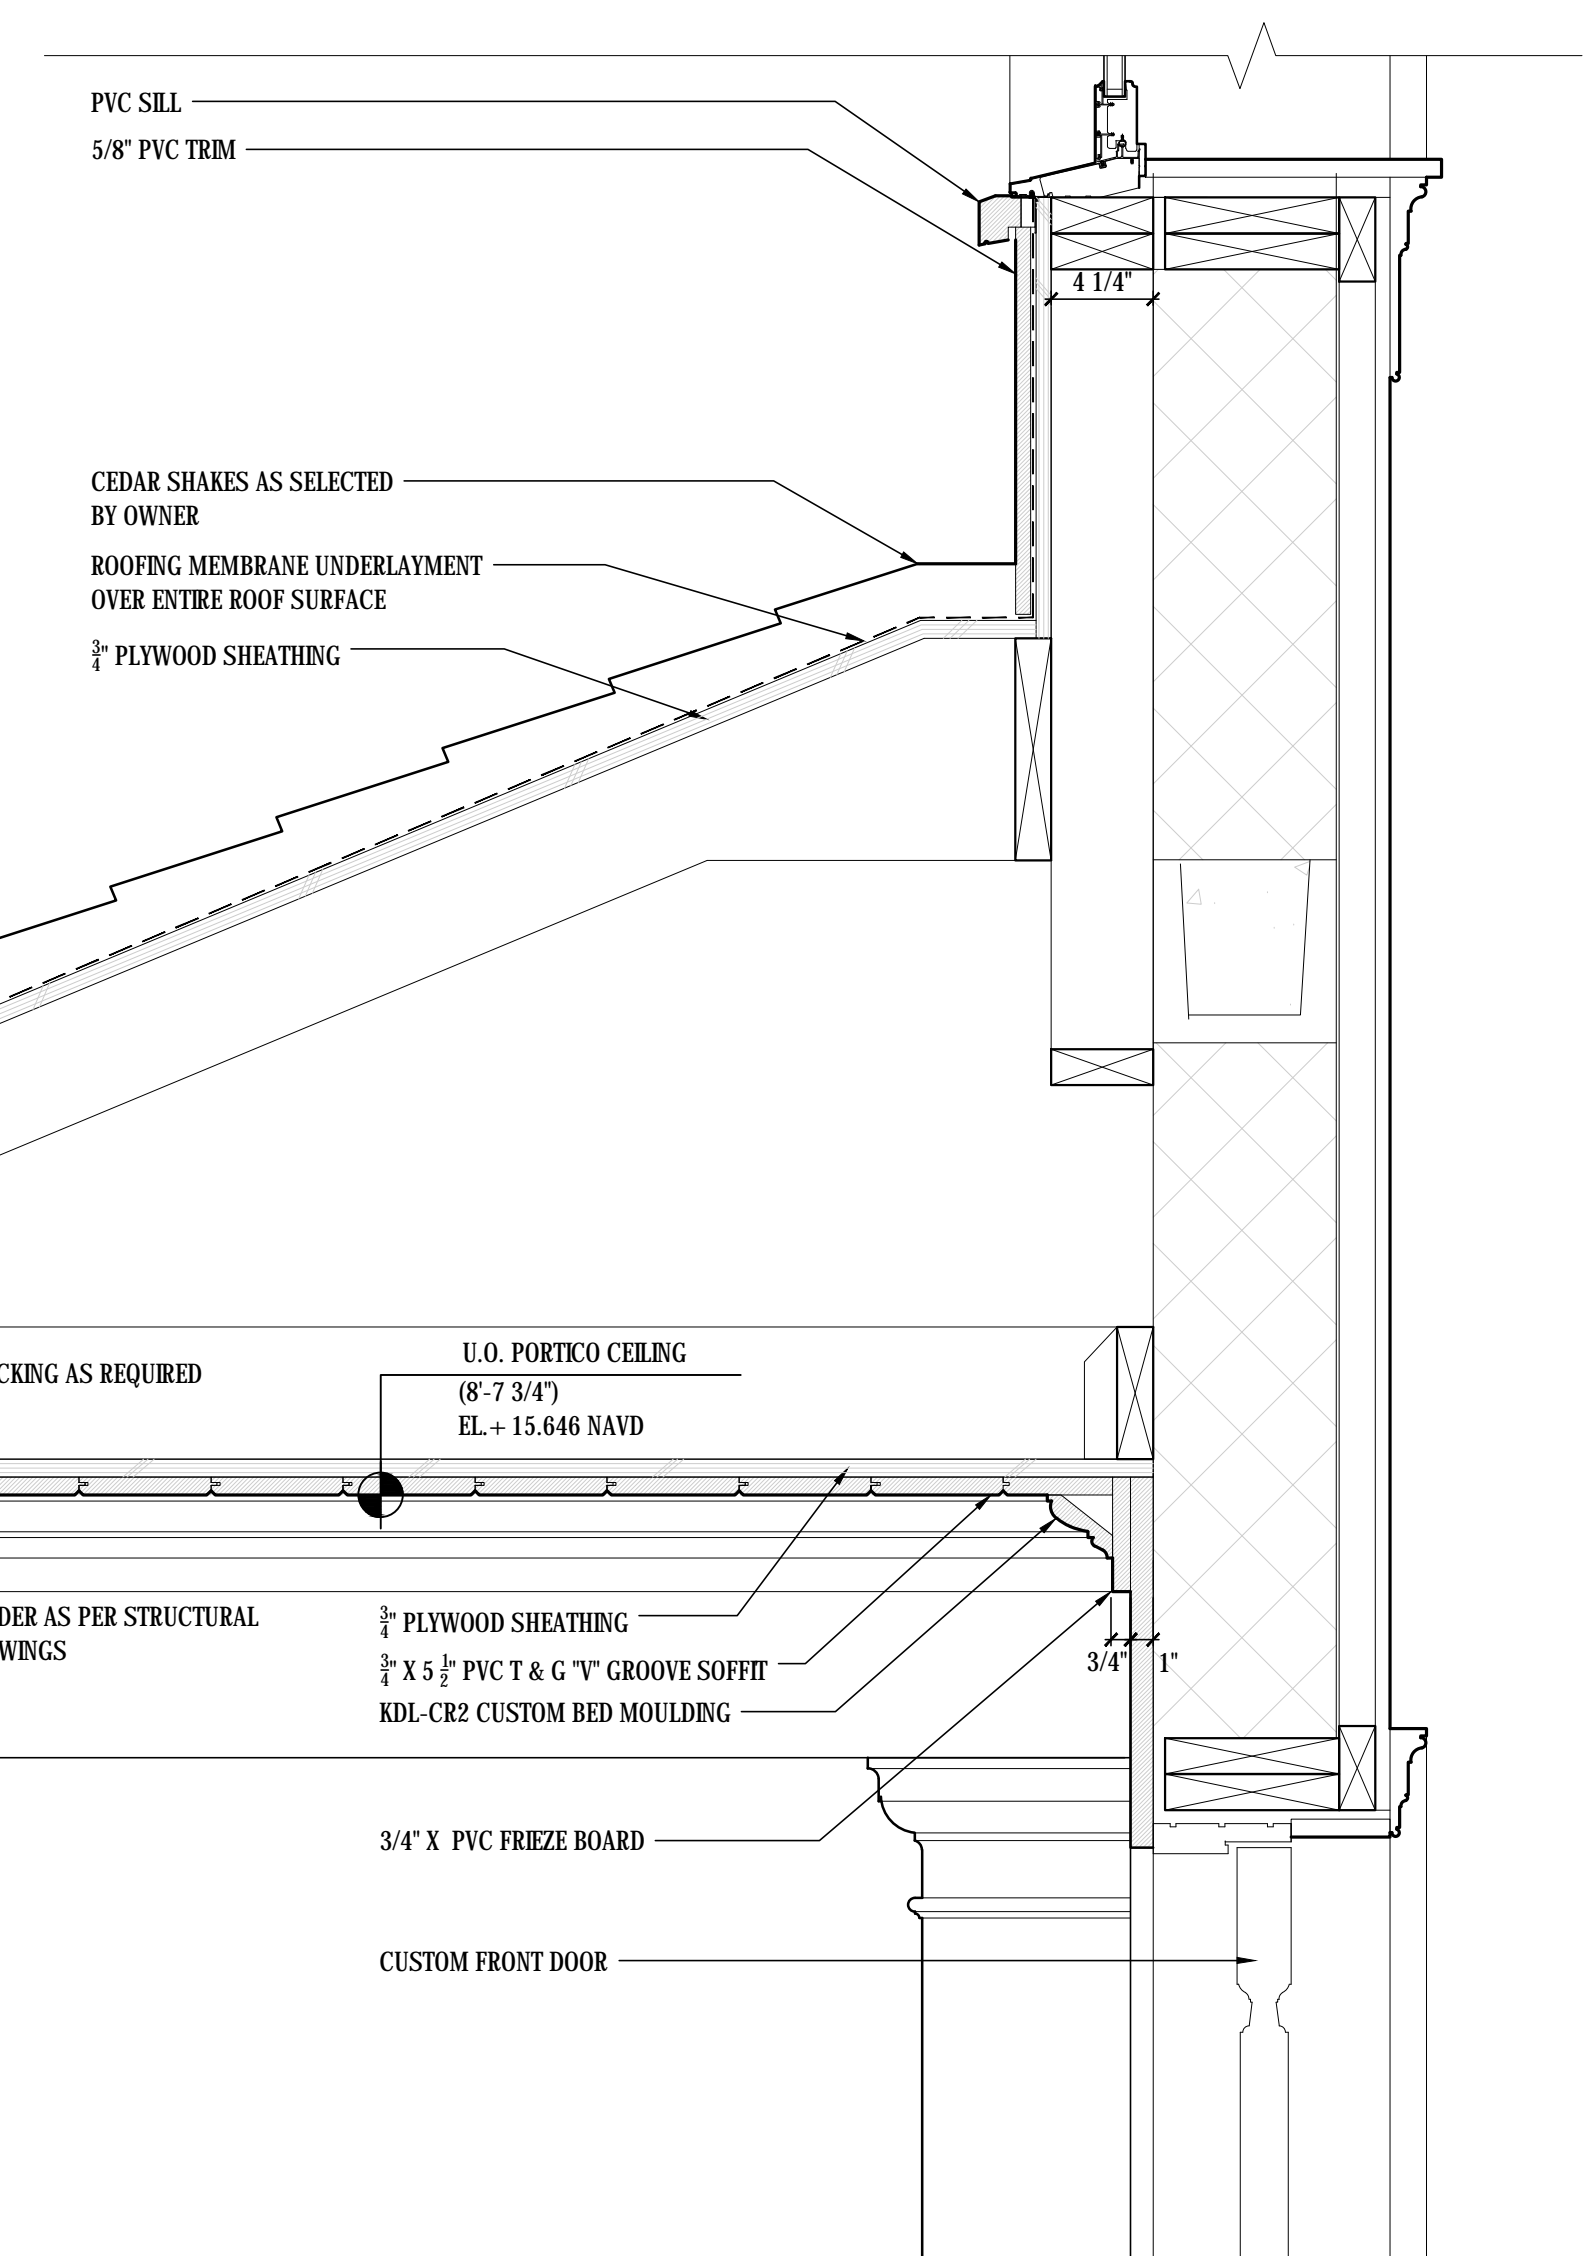 PVC SILL
5/8" PVC TRIM
4 1/4"
CEDAR SHAKES AS SELECTED
BY OWNER
ROOFING MEMBRANE UNDERLAYMENT
OVER ENTIRE ROOF SURFACE
3/4" PLYWOOD SHEATHING
CKING AS REQUIRED
U.O. PORTICO CEILING
(8'-7 3/4")
EL.+ 15.646 NAVD
DER AS PER STRUCTURAL
WINGS
3/4" PLYWOOD SHEATHING
3/4" X 5 1/2" PVC T & G "V" GROOVE SOFFIT
KDL-CR2 CUSTOM BED MOULDING
3/4" 1"
3/4" X PVC FRIEZE BOARD
CUSTOM FRONT DOOR